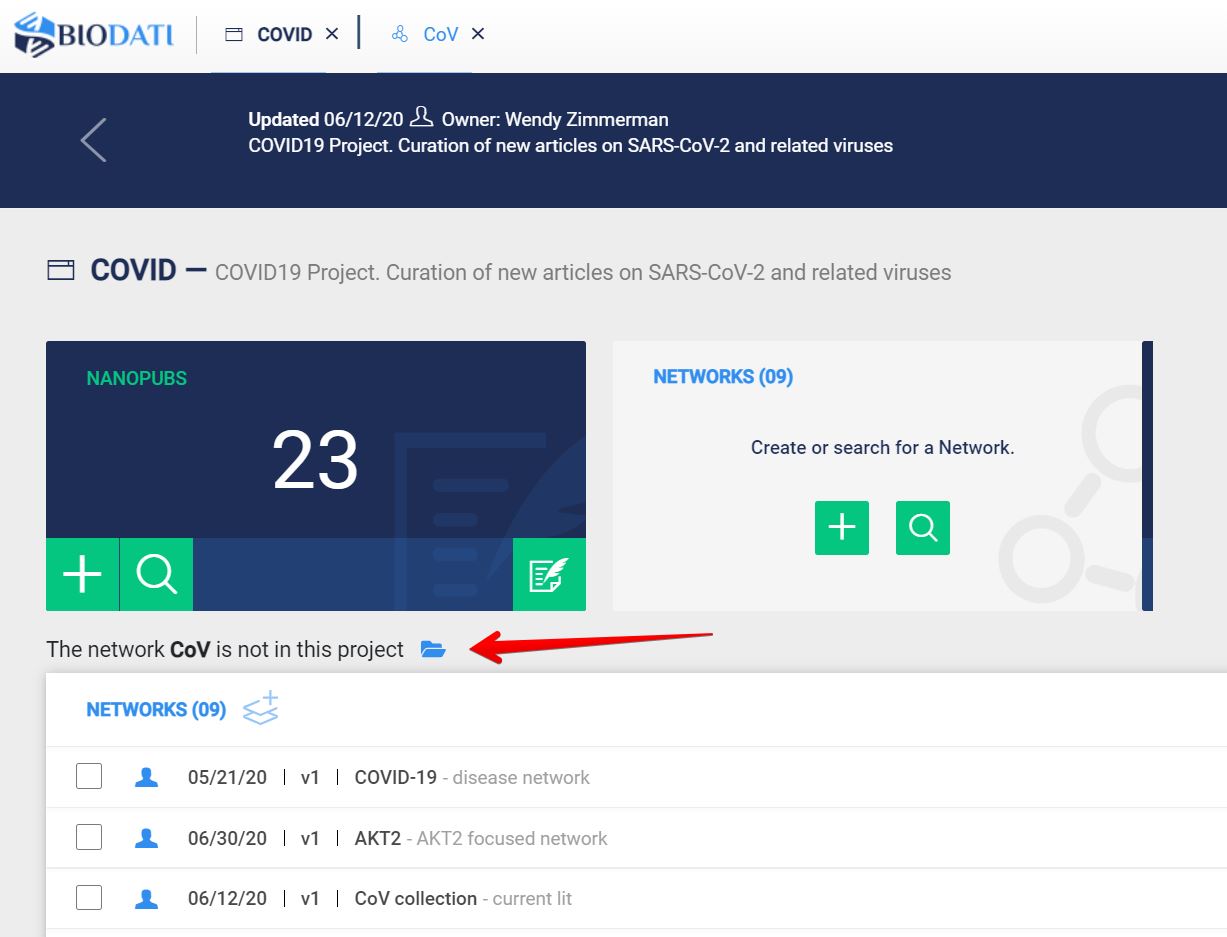 BIODATI COVID CoV
Updated 06/12/20 Owner: Wendy Zimmerman
COVID19 Project. Curation of new articles on SARS-CoV-2 and related viruses
COVID — COVID19 Project. Curation of new articles on SARS-CoV-2 and related viruses
NANOPUBS
23
NETWORKS (09)
Create or search for a Network.
The network CoV is not in this project
NETWORKS (09)
05/21/20 | v1 | COVID-19 - disease network
06/30/20 | v1 | AKT2 - AKT2 focused network
06/12/20 | v1 | CoV collection - current lit